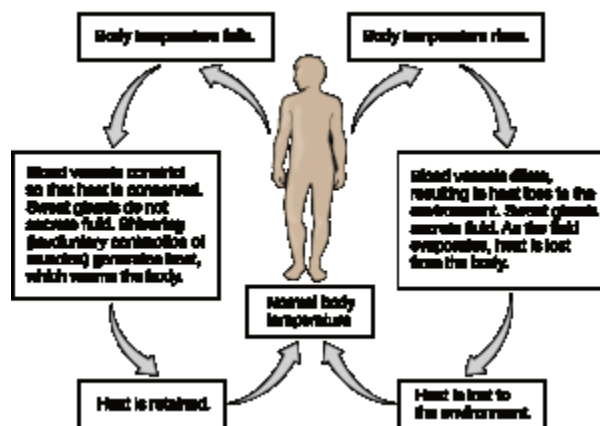 Body temperature falls.
Body temperature rises.
Blood vessels constrict
so that heat is conserved.
Sweat glands do not
secrete fluid. Shivering
(involuntary contraction of
muscles) generates heat,
which warms the body.
Blood vessels dilate,
resulting in heat loss to the
environment. Sweat glands
secrete fluid. As the fluid
evaporates, heat is lost
from the body.
Normal body
temperature
Heat is retained.
Heat is lost to
the environment.